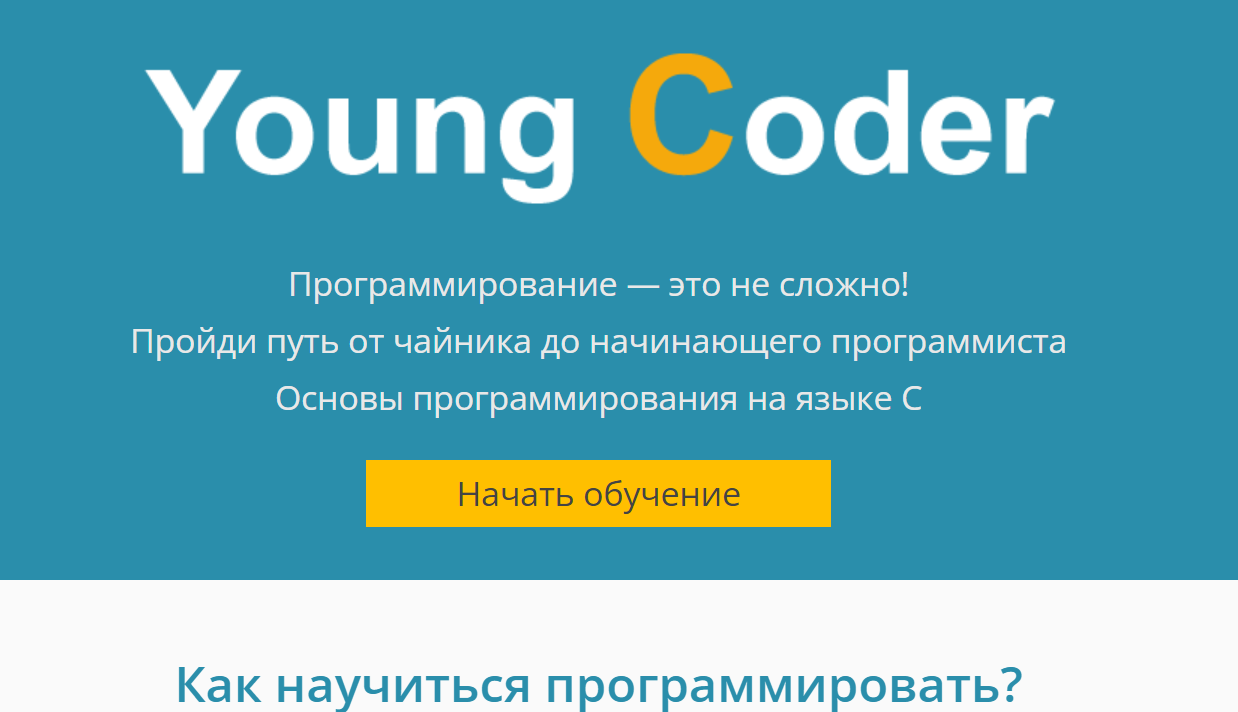 Young Coder
Программирование — это не сложно!
Пройди путь от чайника до начинающего программиста
Основы программирования на языке С
Начать обучение
Как научиться программировать?